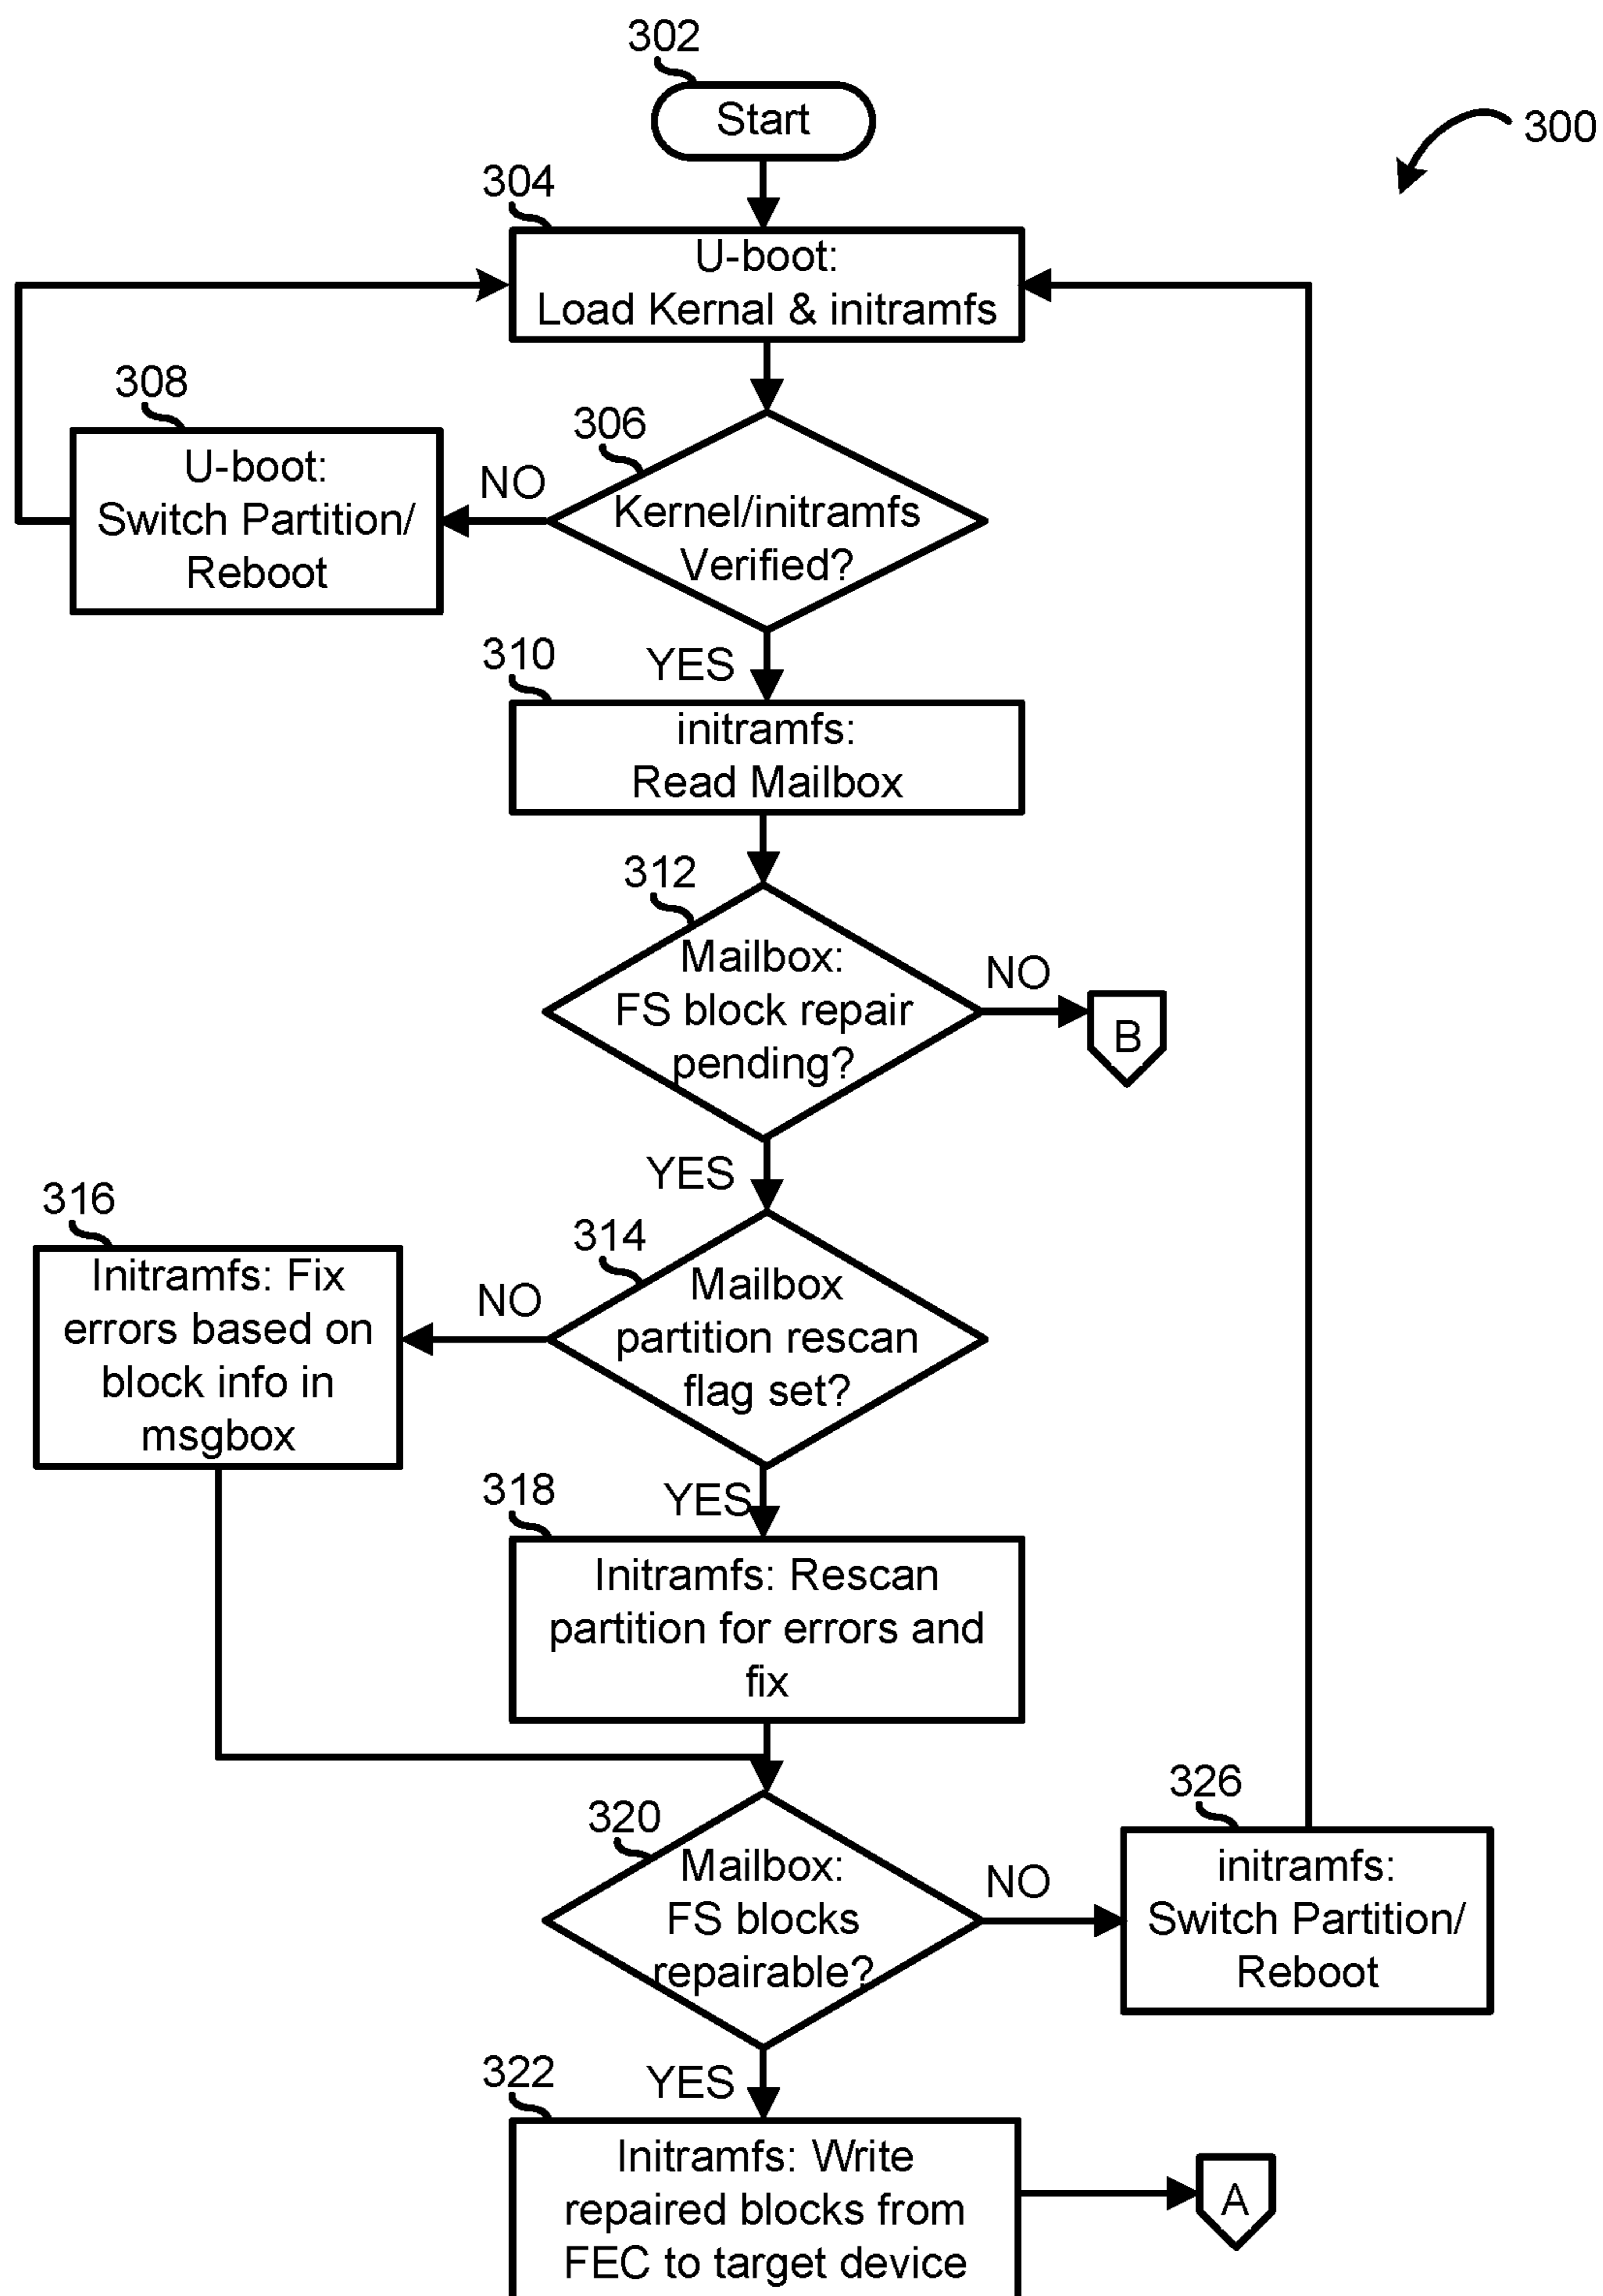 302
Start
300
304
U-boot:
Load Kernal & initramfs
308
U-boot:
Switch Partition/
Reboot
306
NO
Kernel/initramfs
Verified?
YES
310
initramfs:
Read Mailbox
312
Mailbox:
FS block repair
pending?
NO
B
YES
316
Initramfs: Fix
errors based on
block info in
msgbox
314
NO
Mailbox
partition rescan
flag set?
YES
318
Initramfs: Rescan
partition for errors and
fix
320
Mailbox:
FS blocks
repairable?
NO
326
initramfs:
Switch Partition/
Reboot
YES
322
Initramfs: Write
repaired blocks from
FEC to target device
A